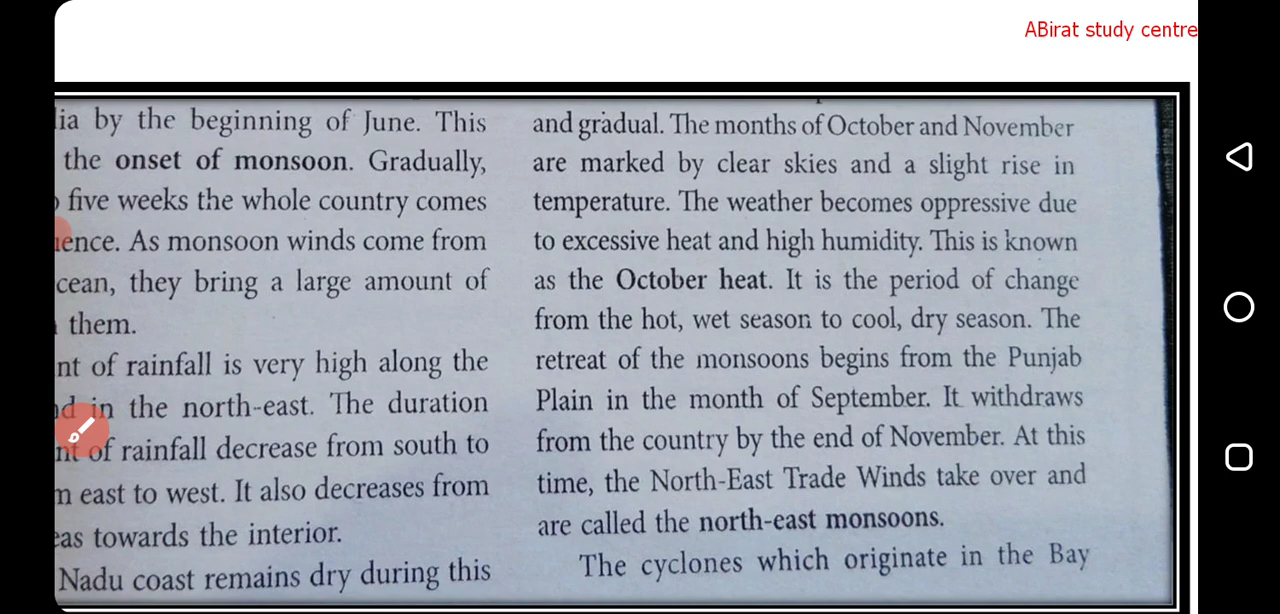 ABirat study centre
by the beginning of June. This
the onset of monsoon. Gradually,
five weeks the whole country comes
As monsoon winds come from
they bring a large amount of
them.
of rainfall is very high along the
in the north-east. The duration
of rainfall decrease from south to
east to west. It also decreases from
towards the interior.
Nadu coast remains dry during this
and gradual. The months of October and November
are marked by clear skies and a slight rise in
temperature. The weather becomes oppressive due
to excessive heat and high humidity. This is known
as the October heat. It is the period of change
from the hot, wet season to cool, dry season. The
retreat of the monsoons begins from the Punjab
Plain in the month of September. It withdraws
from the country by the end of November. At this
time, the North-East Trade Winds take over and
are called the north-east monsoons.
The cyclones which originate in the Bay